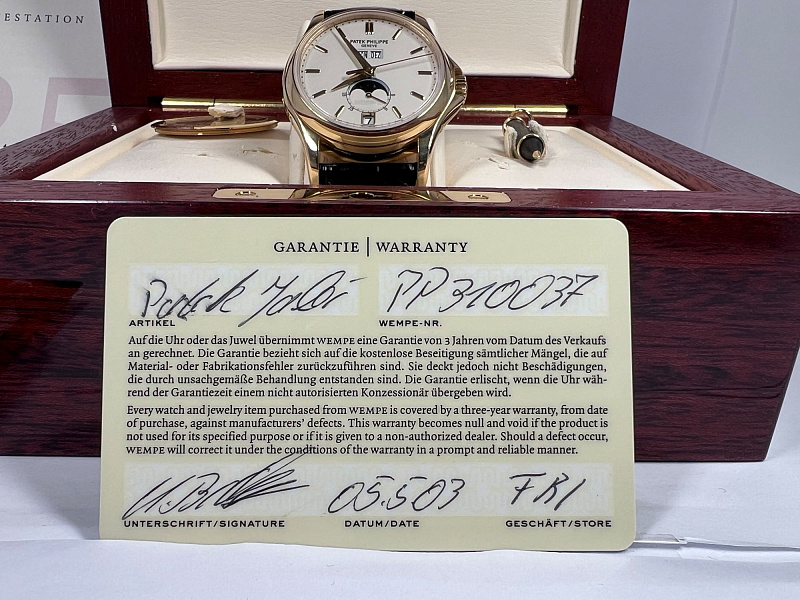 ESTATION
PATEK PHILIPPE
GENEVE
DEZ
7
GARANTIE | WARRANTY
Patek PP310037
ARTIKEL WEMPE-NR.
Auf die Uhr oder das Juwel übernimmt WEMPE eine Garantie von 3 Jahren vom Datum des Verkaufs
an gerechnet. Die Garantie bezieht sich auf die kostenlose Beseitigung sämtlicher Mängel, die auf
Material- oder Fabrikationsfehler zurückzuführen sind. Sie deckt jedoch nicht Beschädigungen,
die durch unsachgemäße Behandlung entstanden sind. Die Garantie erlischt, wenn die Uhr wäh-
rend der Garantiezeit einem nicht autorisierten Konzessionär übergeben wird.
Every watch and jewelry item purchased from WEMPE is covered by a three-year warranty, from date
of purchase, against manufacturers' defects. This warranty becomes null and void if the product is
not used for its specified purpose or if it is given to a non-authorized dealer. Should a defect occur,
WEMPE will correct it under the conditions of the warranty in a prompt and reliable manner.
05.503 FRI
UNTERSCHRIFT/SIGNATURE DATUM/DATE GESCHÄFT/STORE